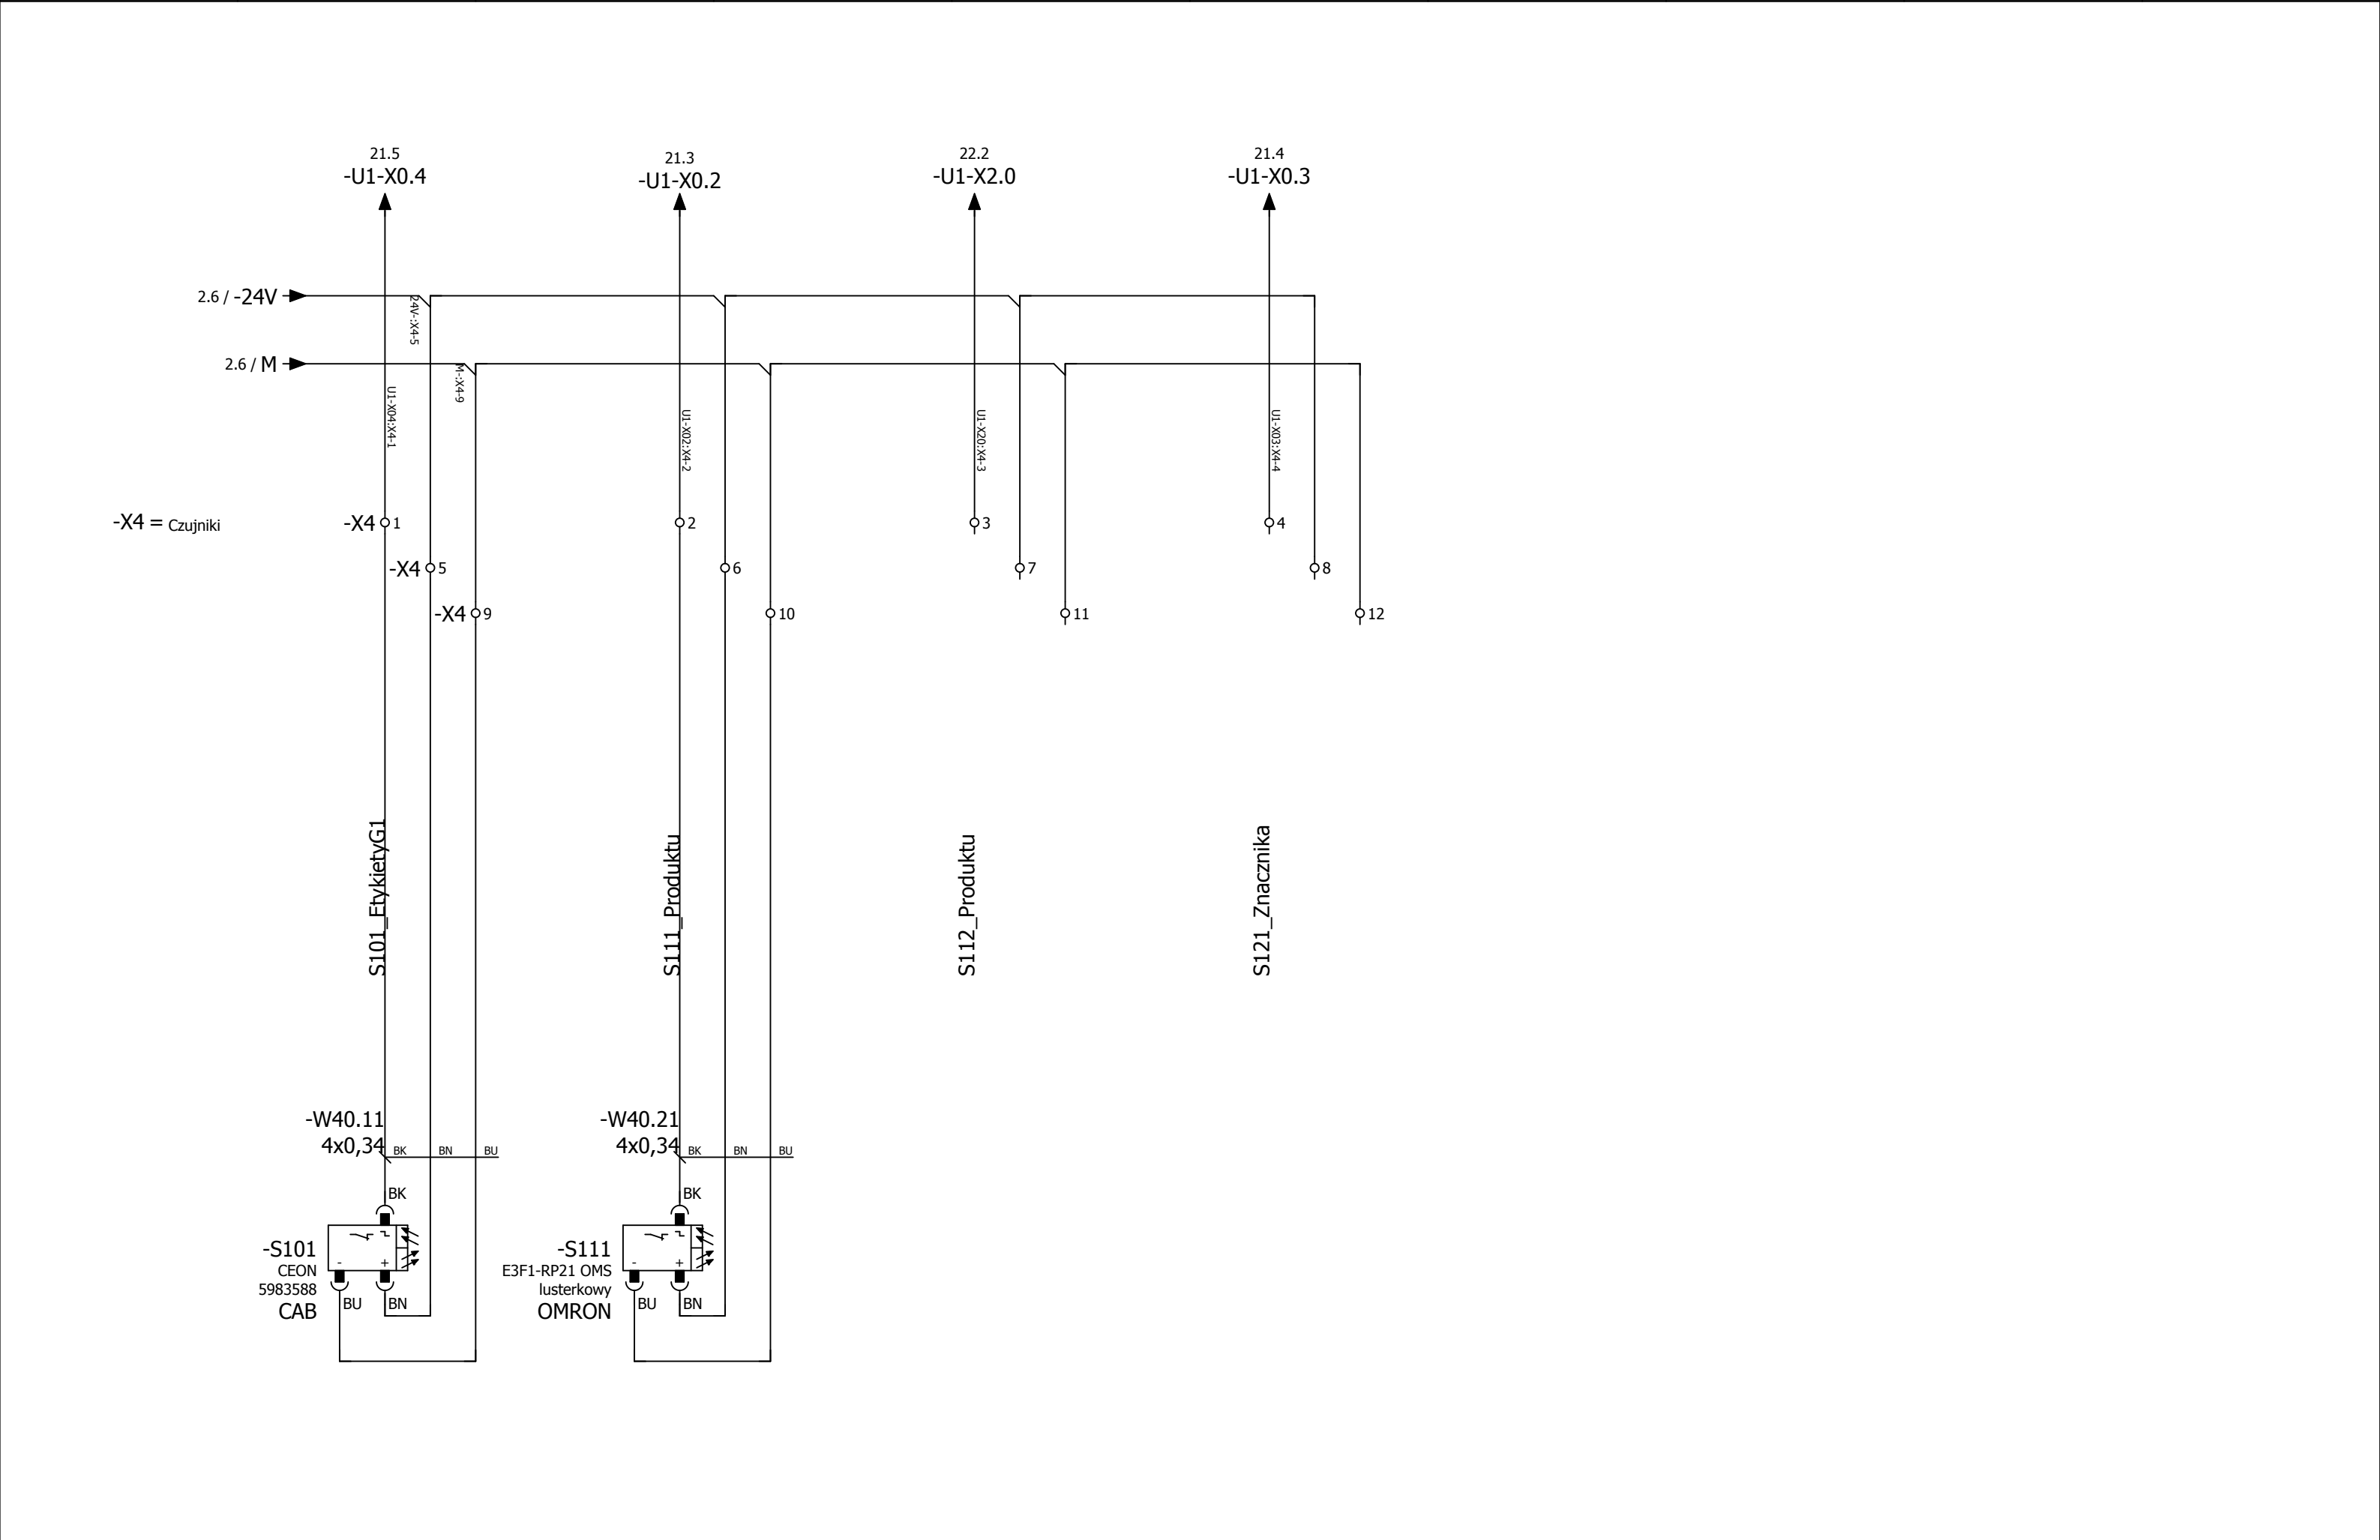 21.5
-U1-X0.4
21.3
-U1-X0.2
22.2
-U1-X2.0
21.4
-U1-X0.3
2.6 / -24V
24V-:X4-5
2.6 / M
M-:X4-9
U1-X04:X4-1
U1-X02:X4-2
U1-X20:X4-3
U1-X03:X4-4
-X4 = Czujniki
-X4 1
2
3
4
-X4 5
6
7
8
-X4 9
10
11
12
S101_EtykietyG1
S111_Produktu
S112_Produktu
S121_Znacznika
-W40.11
4x0,34
BK BN BU
-W40.21
4x0,34
BK BN BU
BK
-S101
CEON
5983588
CAB
- +
BU BN
BK
-S111
E3F1-RP21 OMS
lusterkowy
OMRON
- +
BU BN